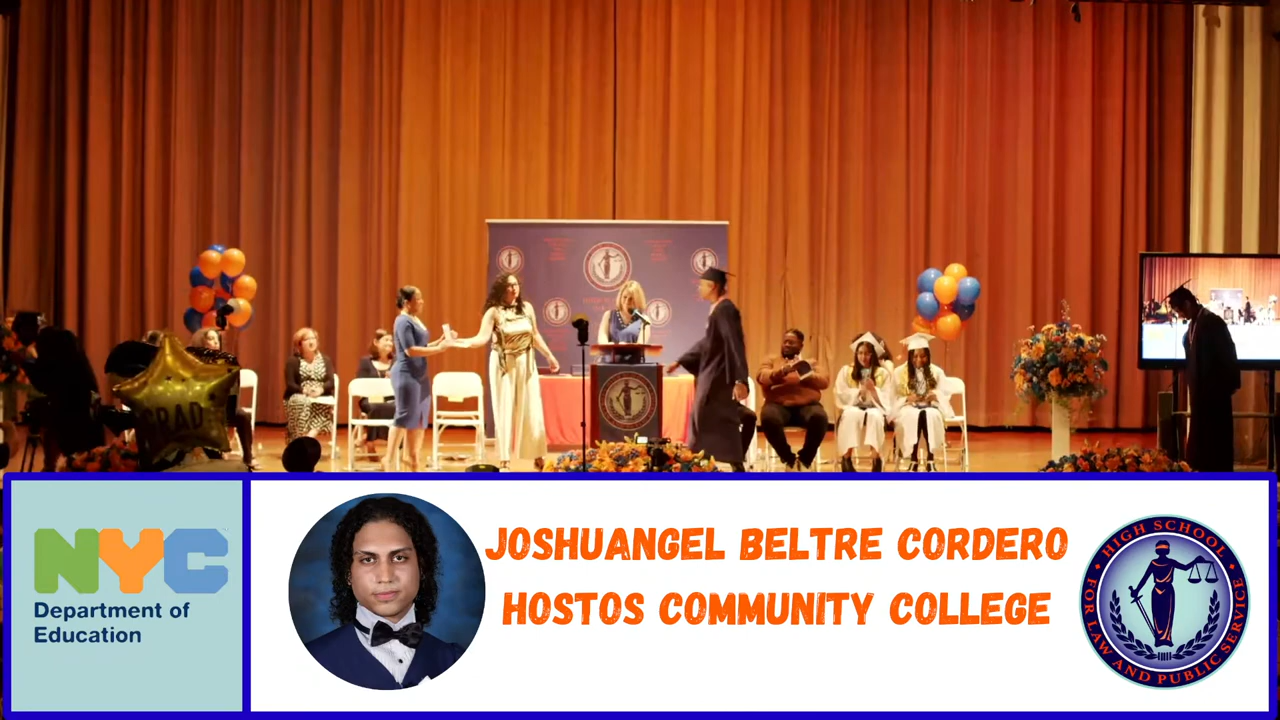 GRAD
NYC
Department of
Education
JOSHUANGEL BELTRE CORDERO
HOSTOS COMMUNITY COLLEGE
HIGH SCHOOL
FOR LAW AND PUBLIC SERVICE